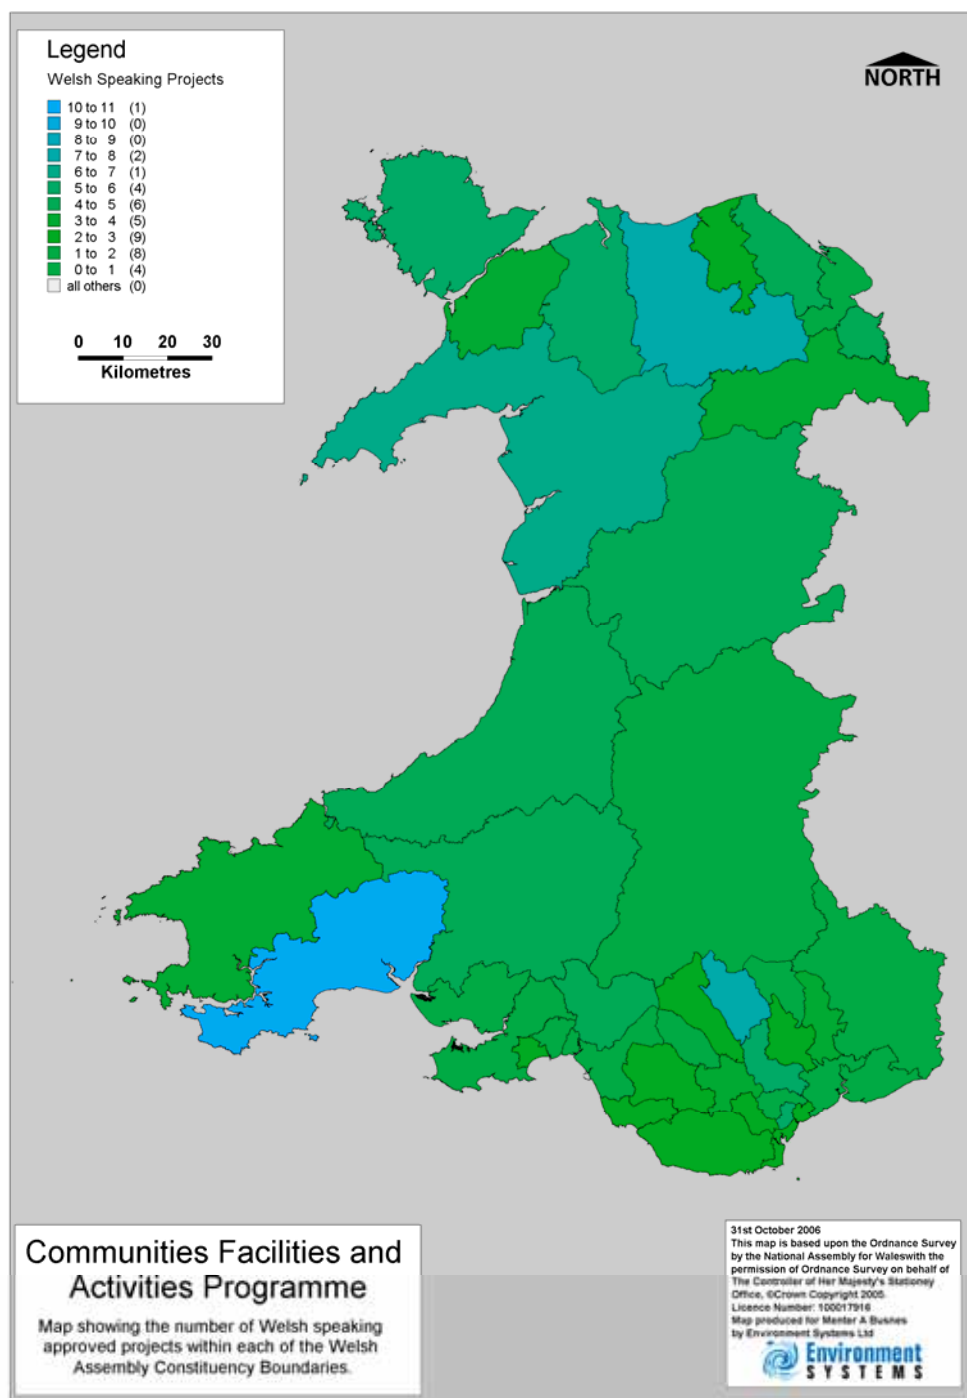 Legend
Welsh Speaking Projects
10 to 11 (1)
9 to 10 (0)
8 to 9 (0)
7 to 8 (2)
6 to 7 (1)
5 to 6 (4)
4 to 5 (6)
3 to 4 (5)
2 to 3 (9)
1 to 2 (8)
0 to 1 (4)
all others (0)
0 10 20 30
Kilometres
NORTH
Communities Facilities and
Activities Programme
Map showing the number of Welsh speaking
approved projects within each of the Welsh
Assembly Constituency Boundaries.
31st October 2006
This map is based upon the Ordnance Survey
by the National Assembly for Waleswith the
permission of Ordnance Survey on behalf of
The Controller of Her Majesty's Stationey
Office, ©Crown Copyright 2005.
Licence Number: 100017916
Map produced for Menter A Busnes
by Environment Systems Ltd
Environment
SYSTEMS